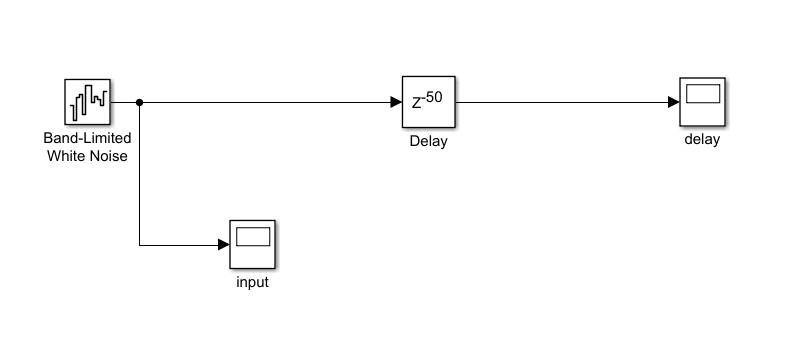 Band-Limited
White Noise
Z-50
Delay
delay
input